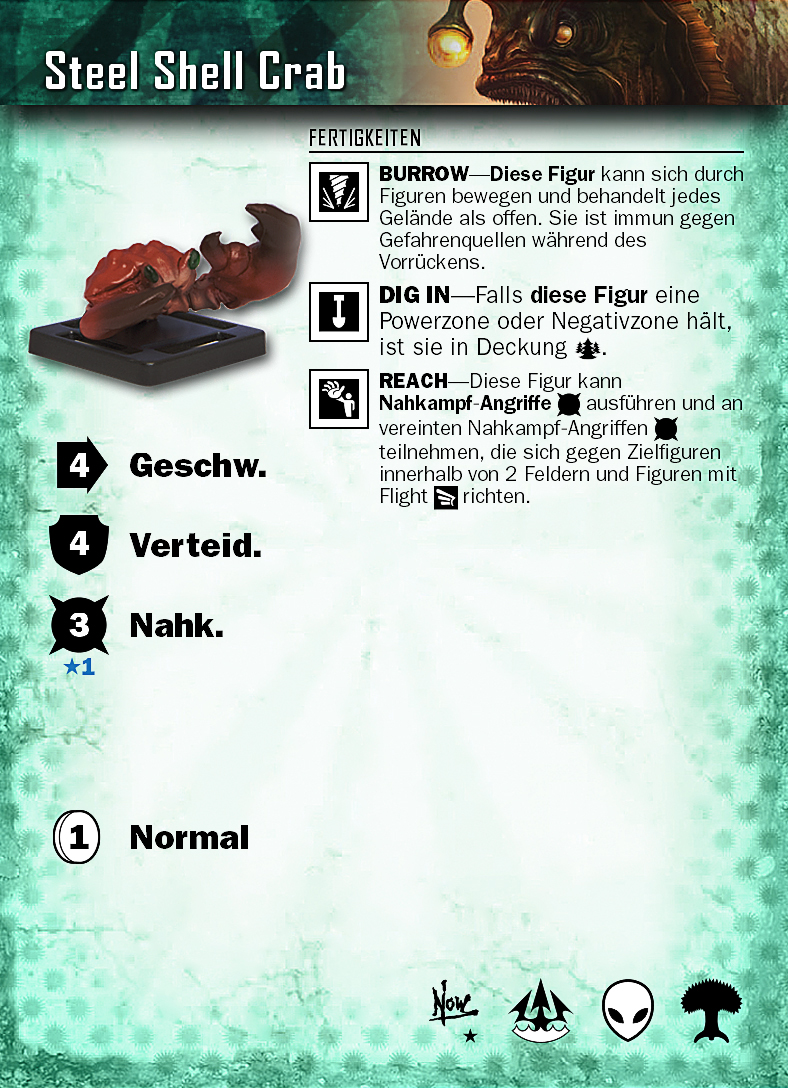 Steel Shell Crab
FERTIGKEITEN
BURROW—Diese Figur kann sich durch
Figuren bewegen und behandelt jedes
Gelände als offen. Sie ist immun gegen
Gefahrenquellen während des
Vorrückens.
DIG IN—Falls diese Figur eine
Powerzone oder Negativzone hält,
ist sie in Deckung.
REACH—Diese Figur kann
Nahkampf-Angriffe ausführen und an
vereinten Nahkampf-Angriffen
teilnehmen, die sich gegen Zielfiguren
innerhalb von 2 Feldern und Figuren mit
Flight richten.
4 Geschw.
4 Verteid.
3 Nahk.
★1
1 Normal
Now